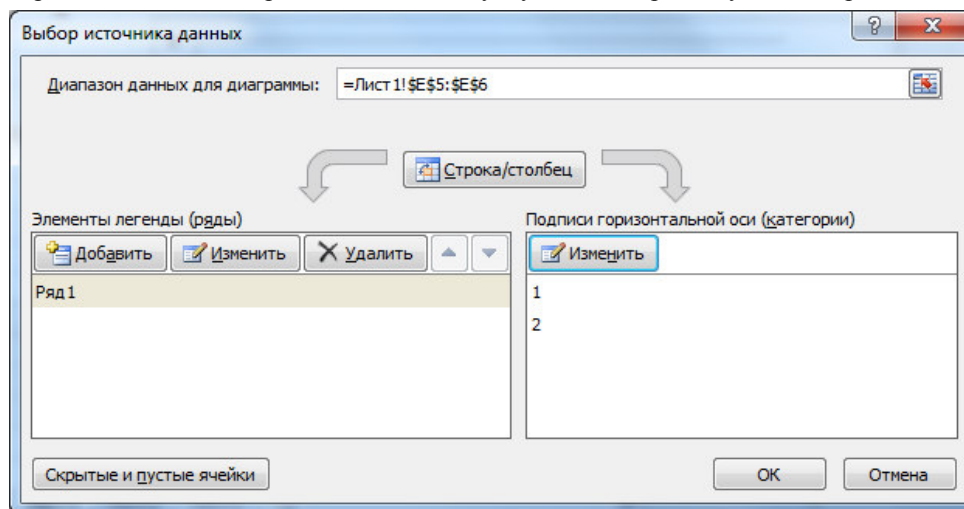 Выбор источника данных
Диапазон данных для диаграммы: =Лист1!$E$5:$E$6
Строка/столбец
Элементы легенды (ряды)
Добавить Изменить Удалить
Ряд1
Подписи горизонтальной оси (категории)
Изменить
1
2
Скрытые и пустые ячейки ОК Отмена